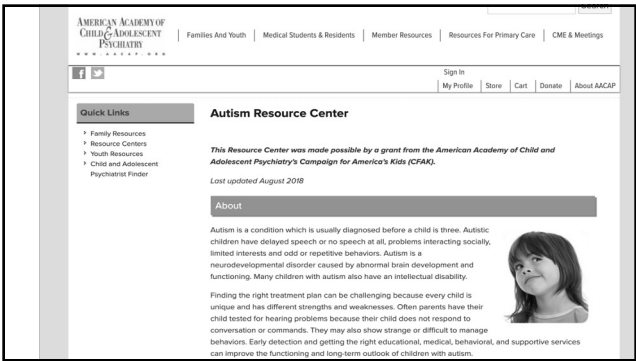 Search
AMERICAN ACADEMY OF
CHILD & ADOLESCENT
PSYCHIATRY
WWW.AACAP.ORG
Families And Youth
Medical Students & Residents
Member Resources
Resources For Primary Care
CME & Meetings
Sign In
My Profile
Store
Cart
Donate
About AACAP
Quick Links
Family Resources
Resource Centers
Youth Resources
Child and Adolescent
Psychiatrist Finder
Autism Resource Center
This Resource Center was made possible by a grant from the American Academy of Child and
Adolescent Psychiatry's Campaign for America's Kids (CFAK).
Last updated August 2018
About
Autism is a condition which is usually diagnosed before a child is three. Autistic
children have delayed speech or no speech at all, problems interacting socially,
limited interests and odd or repetitive behaviors. Autism is a
neurodevelopmental disorder caused by abnormal brain development and
functioning. Many children with autism also have an intellectual disability.
Finding the right treatment plan can be challenging because every child is
unique and has different strengths and weaknesses. Often parents have their
child tested for hearing problems because their child does not respond to
conversation or commands. They may also show strange or difficult to manage
behaviors. Early detection and getting the right educational, medical, behavioral, and supportive services
can improve the functioning and long-term outlook of children with autism.